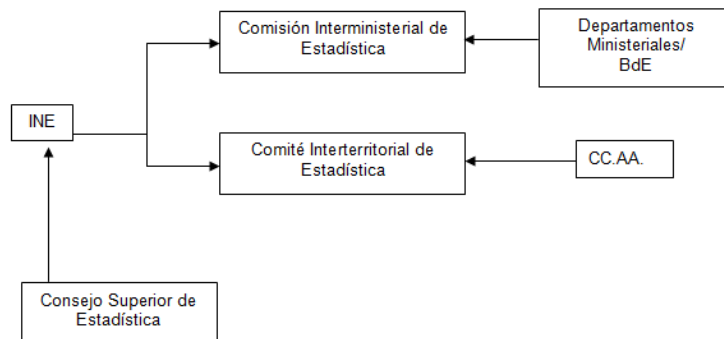 Comisión Interministerial de
Estadística
Departamentos
Ministeriales/
BdE
INE
Comité Interterritorial de
Estadística
CC.AA.
Consejo Superior de
Estadística